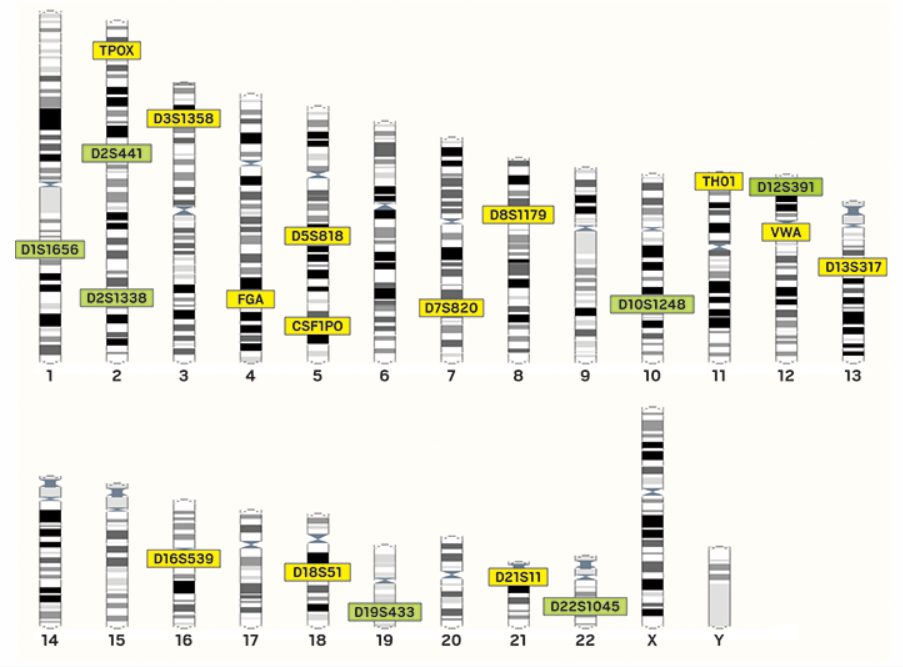 TPOX
D3S1358
D2S441
TH01
D12S391
D8S1179
D1S1656
D5S818
VWA
D13S317
D2S1338
FGA
D7S820
D10S1248
CSF1PO
1 2 3 4 5 6 7 8 9 10 11 12 13
D16S539
D18S51
D21S11
D19S433
D22S1045
14 15 16 17 18 19 20 21 22 X Y